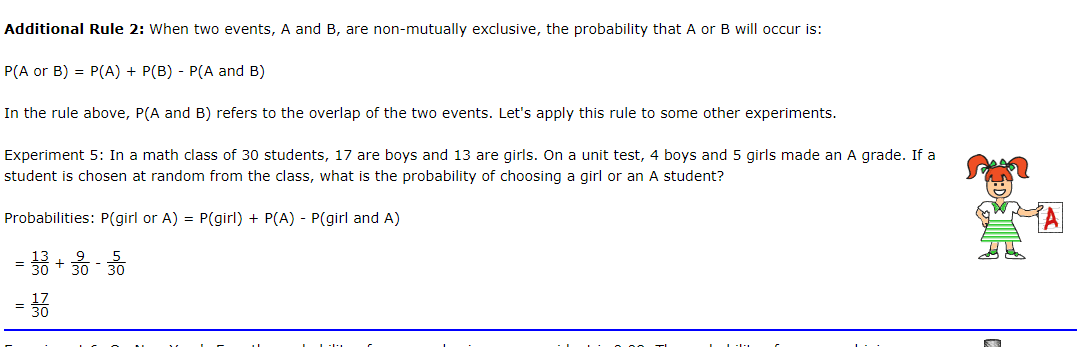 Additional Rule 2: When two events, A and B, are non-mutually exclusive, the probability that A or B will occur is:
P(A or B) = P(A) + P(B) - P(A and B)
In the rule above, P(A and B) refers to the overlap of the two events. Let's apply this rule to some other experiments.
Experiment 5: In a math class of 30 students, 17 are boys and 13 are girls. On a unit test, 4 boys and 5 girls made an A grade. If a
student is chosen at random from the class, what is the probability of choosing a girl or an A student?
A
Probabilities: P(girl or A) = P(girl) + P(A) - P(girl and A)
= 13/30 + 9/30 - 5/30
= 17/30